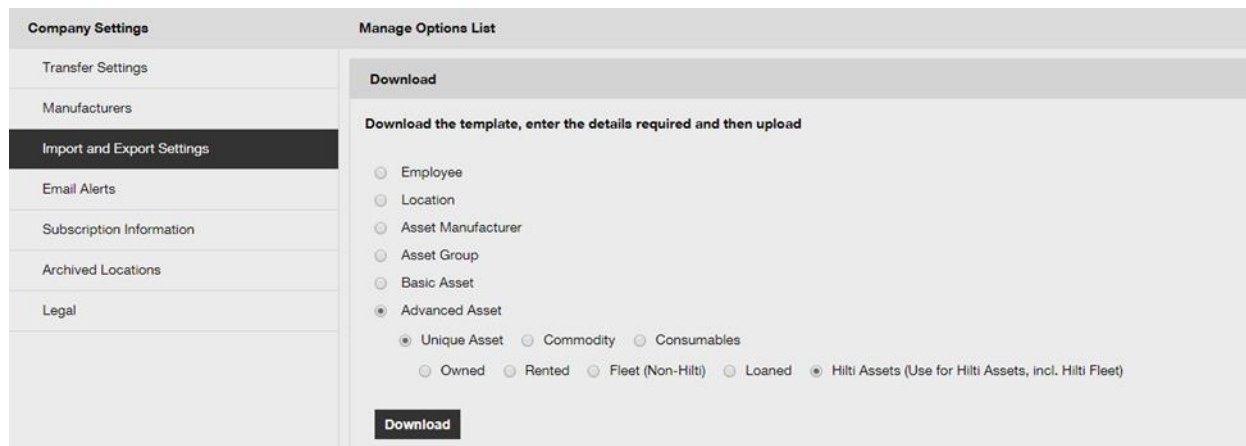 Company Settings
Manage Options List
Transfer Settings
Manufacturers
Import and Export Settings
Email Alerts
Subscription Information
Archived Locations
Legal
Download
Download the template, enter the details required and then upload
Employee
Location
Asset Manufacturer
Asset Group
Basic Asset
Advanced Asset
Unique Asset Commodity Consumables
Owned Rented Fleet (Non-Hilti) Loaned Hilti Assets (Use for Hilti Assets, incl. Hilti Fleet)
Download